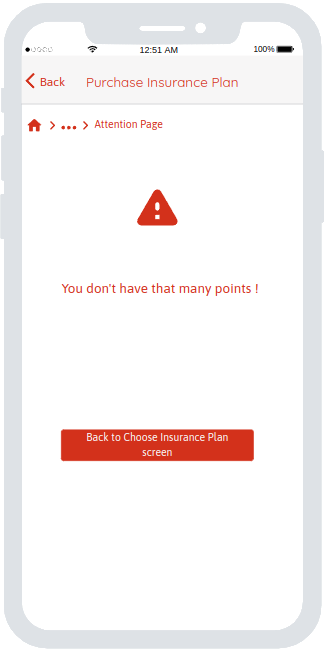 12:51 AM
100%
Back
Purchase Insurance Plan
Attention Page
You don't have that many points !
Back to Choose Insurance Plan
screen